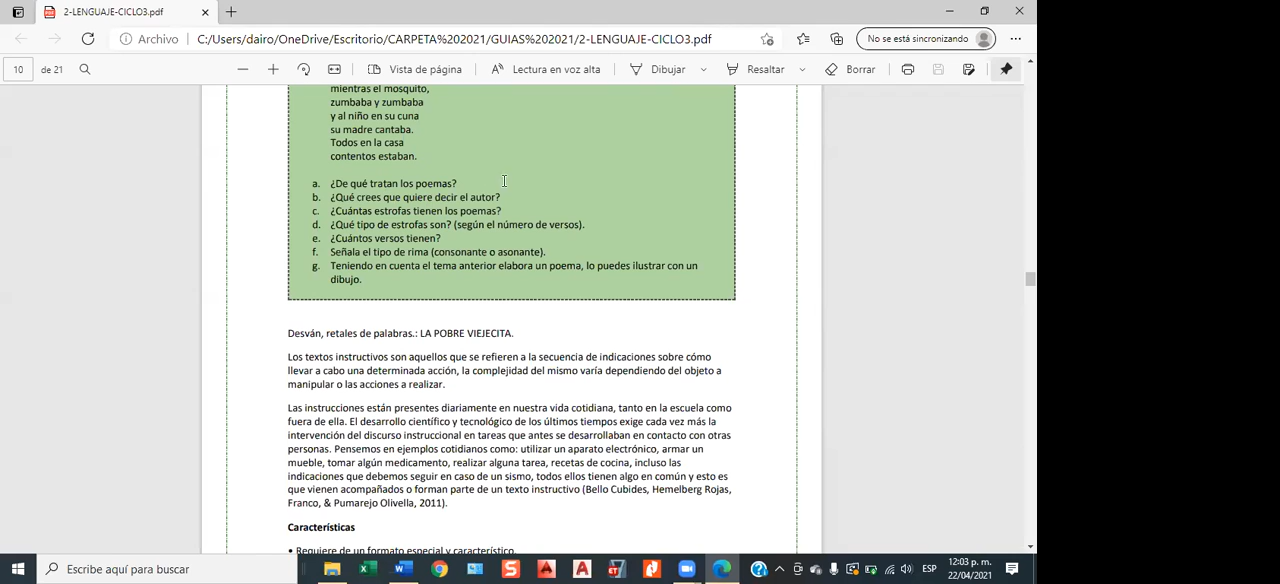 2-LENGUAJE-CICLO3.pdf
Archivo C:/Users/dairo/OneDrive/Escritorio/CARPETA%202021/GUIAS%202021/2-LENGUAJE-CICLO3.pdf No se está sincronizando
10 de 21 Vista de página Lectura en voz alta Dibujar Resaltar Borrar
mientras el mosquito,
zumbaba y zumbaba
y al niño en su cuna
su madre cantaba.
Todos en la casa
contentos estaban.
a. ¿De qué tratan los poemas?
b. ¿Qué crees que quiere decir el autor?
c. ¿Cuántas estrofas tienen los poemas?
d. ¿Qué tipo de estrofas son? (según el número de versos).
e. ¿Cuántos versos tienen?
f. Señala el tipo de rima (consonante o asonante).
g. Teniendo en cuenta el tema anterior elabora un poema, lo puedes ilustrar con un
dibujo.
Desván, retales de palabras.: LA POBRE VIEJECITA.
Los textos instructivos son aquellos que se refieren a la secuencia de indicaciones sobre cómo
llevar a cabo una determinada acción, la complejidad del mismo varía dependiendo del objeto a
manipular o las acciones a realizar.
Las instrucciones están presentes diariamente en nuestra vida cotidiana, tanto en la escuela como
fuera de ella. El desarrollo científico y tecnológico de los últimos tiempos exige cada vez más la
intervención del discurso instruccional en tareas que antes se desarrollaban en contacto con otras
personas. Pensemos en ejemplos cotidianos como: utilizar un aparato electrónico, armar un
mueble, tomar algún medicamento, realizar alguna tarea, recetas de cocina, incluso las
indicaciones que debemos seguir en caso de un sismo, todos ellos tienen algo en común y esto es
que vienen acompañados o forman parte de un texto instructivo (Bello Cubides, Hemelberg Rojas,
Franco, & Pumarejo Olivella, 2011).
Características
• Requiere de un formato especial y característico.
Escribe aquí para buscar
ESP
12:03 p. m.
22/04/2021